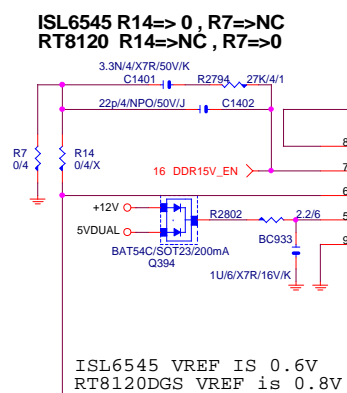 ISL6545 R14=> 0 , R7=>NC
RT8120 R14=>NC , R7=>0
3.3N/4/X7R/50V/K
C1401 R2794 27K/4/1
22p/4/NPO/50V/J C1402
R7 R14
0/4 0/4/X
16 DDR15V_EN
8
7
6
+12V
R2802 2.2/6 5
5VDUAL
BC933 9
BAT54C/SOT23/200mA
Q394
1U/6/X7R/16V/K
ISL6545 VREF IS 0.6V
RT8120DGS VREF is 0.8V